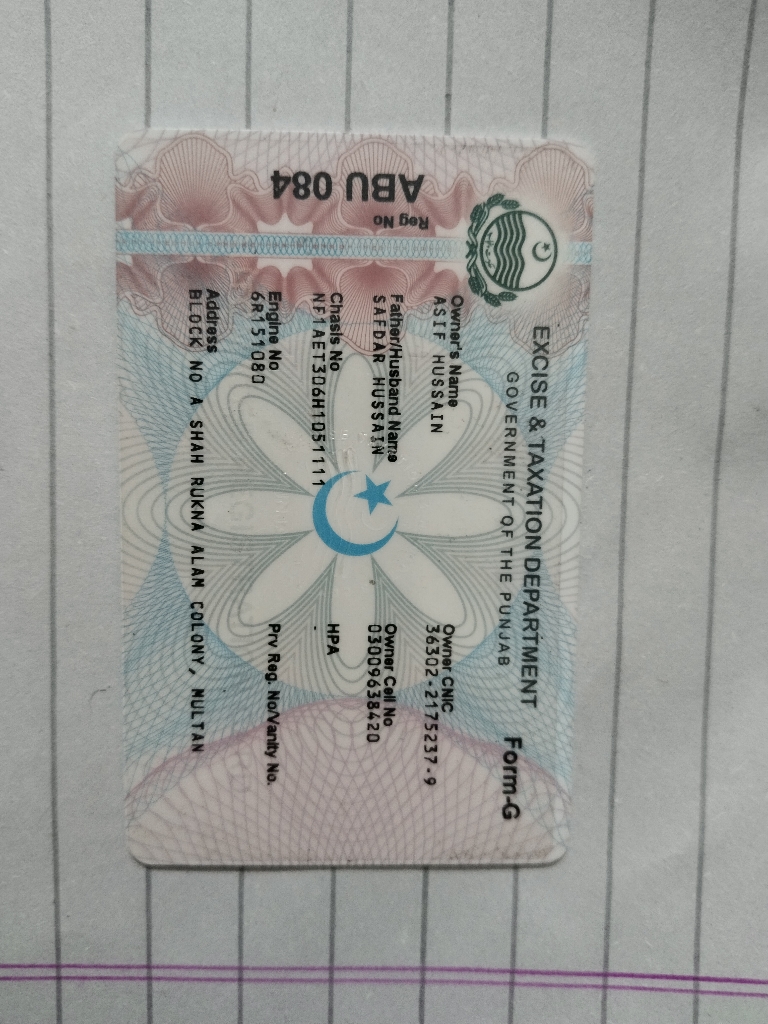 EXCISE & TAXATION DEPARTMENT
GOVERNMENT OF THE PUNJAB
Form-G
Reg No
ABU 084
Owner's Name
ASIF HUSSAIN
Owner CNIC
36302-2175237-9
Father/Husband Name
SAFDAR HUSSAIN
Owner Cell No
03009638420
Chasis No
NF1AET306H1051111
HPA
-
Engine No
6R151080
Prv Reg. No/Vanity No.
Address
BLOCK NO A SHAH RUKNA ALAM COLONY, MULTAN